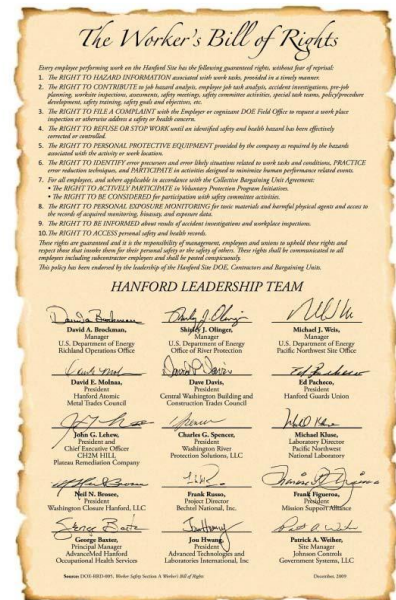 The Worker's Bill of Rights
Every employee performing work on the Hanford Site has the following guaranteed rights, without fear of reprisal:
1. The RIGHT TO HAZARD INFORMATION associated with work tasks, provided in a timely manner.
2. The RIGHT TO CONTRIBUTE to job hazard analysis, employee job task analysis, accident investigations, pre-job
planning, worksite inspections, assessments, safety meetings, safety committee activities, special task teams, policy/procedure
development, safety training, safety goals and objectives, etc.
3. The RIGHT TO FILE A COMPLAINT with the Employer or cognizant DOE Field Office to request a work place
inspection or otherwise address a safety or health concern.
4. The RIGHT TO REFUSE OR STOP WORK until an identified safety and health hazard has been effectively
corrected or controlled.
5. The RIGHT TO PERSONAL PROTECTIVE EQUIPMENT provided by the company as required by the hazards
associated with the activity or work location.
6. The RIGHT TO IDENTIFY error precursors and error likely situations related to work tasks and conditions, PRACTICE
error reduction techniques, and PARTICIPATE in activities designed to minimize human performance related events.
7. For all employees, and where applicable in accordance with the Collective Bargaining Unit Agreement:
• The RIGHT TO ACTIVELY PARTICIPATE in Voluntary Protection Program Initiatives.
• The RIGHT TO BE CONSIDERED for participation with safety committee activities.
8. The RIGHT TO PERSONAL EXPOSURE MONITORING for toxic materials and harmful physical agents and access to
the records of acquired monitoring, bioassay, and exposure data.
9. The RIGHT TO BE INFORMED about results of accident investigations and workplace inspections.
10. The RIGHT TO ACCESS personal safety and health records.
These rights are guaranteed and it is the responsibility of management, employees and unions to uphold these rights and
respect those that invoke them for their personal safety or the safety of others. These rights shall be communicated to all
employees including subcontractor employees and shall be posted conspicuously.
This policy has been endorsed by the leadership of the Hanford Site DOE, Contractors and Bargaining Units.
HANFORD LEADERSHIP TEAM
David A. Brockman,
Manager
U.S. Department of Energy
Richland Operations Office
Shirley J. Olinger,
Manager
U.S. Department of Energy
Office of River Protection
Michael J. Weis,
Manager
U.S. Department of Energy
Pacific Northwest Site Office
David E. Molnaa,
President
Hanford Atomic
Metal Trades Council
Dave Davis,
President
Central Washington Building and
Construction Trades Council
Ed Pacheco,
President
Hanford Guards Union
John G. Lehew,
President and
Chief Executive Officer
CH2M HILL
Plateau Remediation Company
Charles G. Spencer,
President
Washington River
Protection Solutions, LLC
Michael Kluse,
Laboratory Director
Pacific Northwest
National Laboratory
Neil N. Brosee,
President
Washington Closure Hanford, LLC
Frank Russo,
Project Director
Bechtel National, Inc.
Frank Figueroa,
President
Mission Support Alliance
George Baxter,
Principal Manager
AdvanceMed Hanford
Occupational Health Services
Jou Hwang,
President
Advanced Technologies and
Laboratories International, Inc
Patrick A. Weiher,
Site Manager
Johnson Controls
Government Systems, LLC
Source: DOE-HRD-005, Worker Safety Section A Worker's Bill of Rights
December, 2009